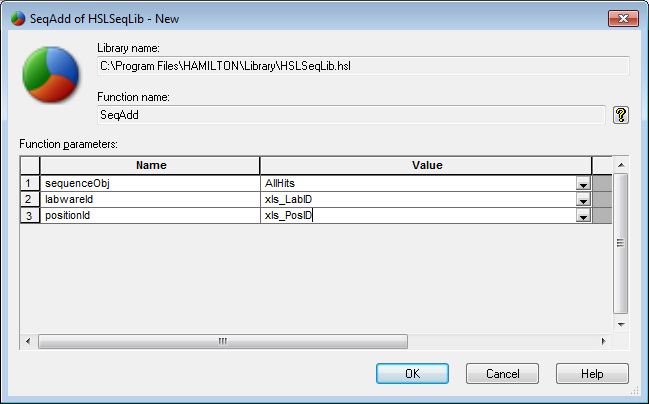 SeqAdd of HSLSeqLib - New
Library name:
C:\Program Files\HAMILTON\Library\HSLSeqLib.hsl
Function name:
SeqAdd
?
Function parameters:
Name Value
1 sequenceObj AllHits
2 labwareId xls_LabID
3 positionId xls_PosID
OK Cancel Help